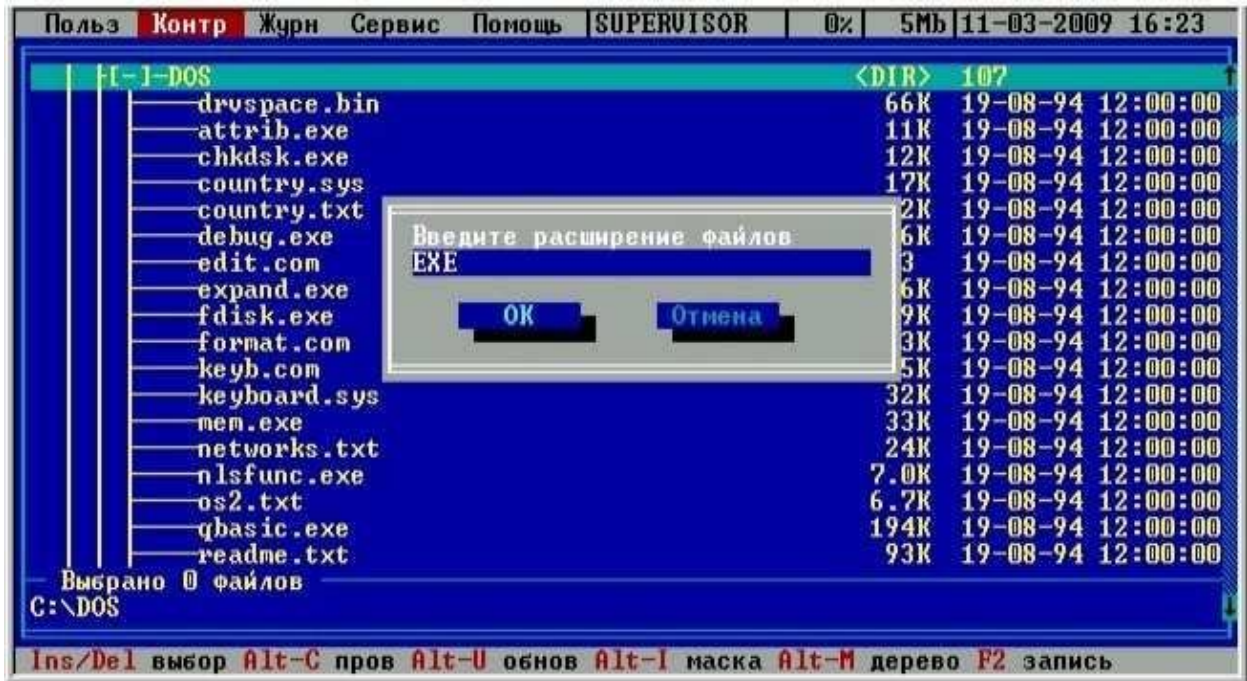 Польз Контр Журн Сервис Помощь |SUPERVISOR | 0%| 5Mb|11-03-2009 16:23
[-]-DOS <DIR> 107
drvspace.bin 66K 19-08-94 12:00:00
attrib.exe 11K 19-08-94 12:00:00
chkdsk.exe 12K 19-08-94 12:00:00
country.sys 17K 19-08-94 12:00:00
country.txt 2K 19-08-94 12:00:00
debug.exe Введите расширение файлов 6K 19-08-94 12:00:00
edit.com EXE 3 19-08-94 12:00:00
expand.exe 6K 19-08-94 12:00:00
fdisk.exe OK Отмена 9K 19-08-94 12:00:00
format.com 3K 19-08-94 12:00:00
keyb.com 5K 19-08-94 12:00:00
keyboard.sys 32K 19-08-94 12:00:00
mem.exe 33K 19-08-94 12:00:00
networks.txt 24K 19-08-94 12:00:00
nlsfunc.exe 7.0K 19-08-94 12:00:00
os2.txt 6.7K 19-08-94 12:00:00
qbasic.exe 194K 19-08-94 12:00:00
readme.txt 93K 19-08-94 12:00:00
Выбрано 0 файлов
C:\DOS
Ins/Del выбор Alt-C пров Alt-U обнов Alt-I маска Alt-M дерево F2 запись